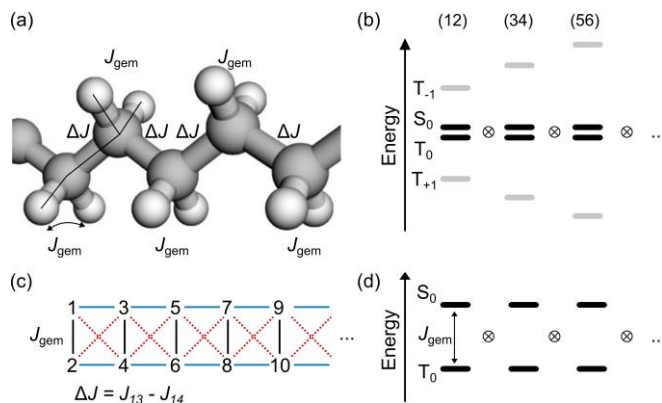 (a)
J_gem
J_gem
ΔJ ΔJ ΔJ ΔJ
J_gem
J_gem
J_gem
(b)
(12) (34) (56)
Energy
T_-1
S_0
T_0
T_+1
⊗ ⊗ ⊗ ...
(c)
1 3 5 7 9
J_gem
...
2 4 6 8 10
ΔJ = J_13 - J_14
(d)
Energy
S_0
J_gem
⊗ ⊗ ⊗ ...
T_0